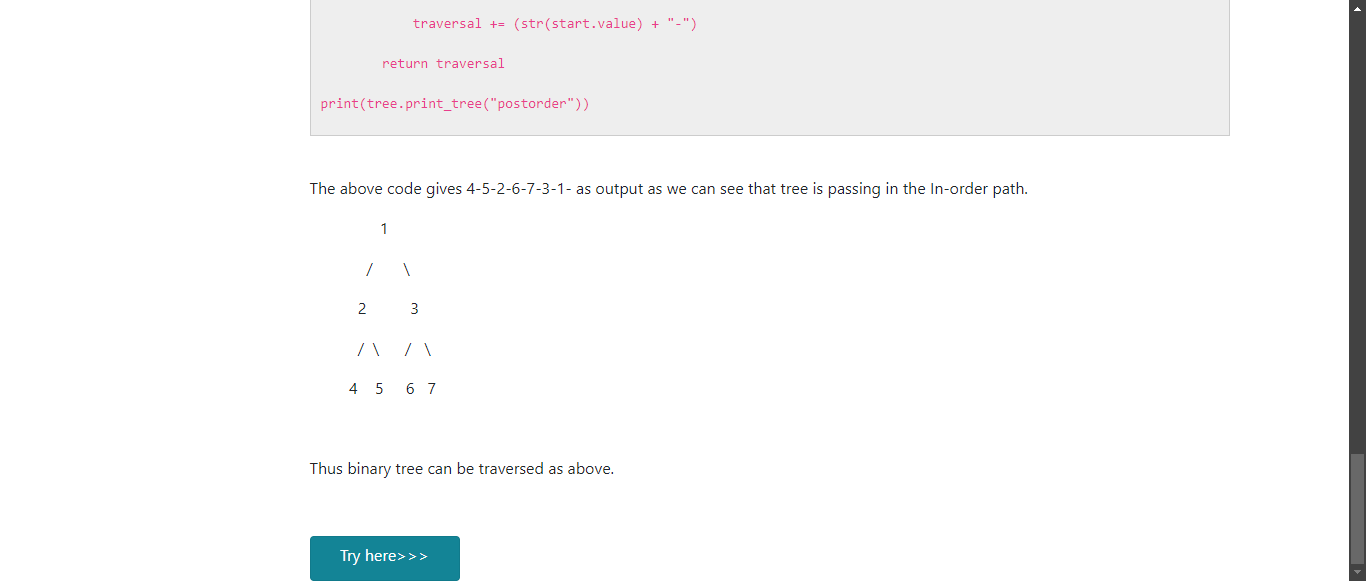 traversal += (str(start.value) + "-")
return traversal
print(tree.print_tree("postorder"))
The above code gives 4-5-2-6-7-3-1- as output as we can see that tree is passing in the In-order path.
1
/ \
2 3
/ \ / \
4 5 6 7
Thus binary tree can be traversed as above.
Try here>>>